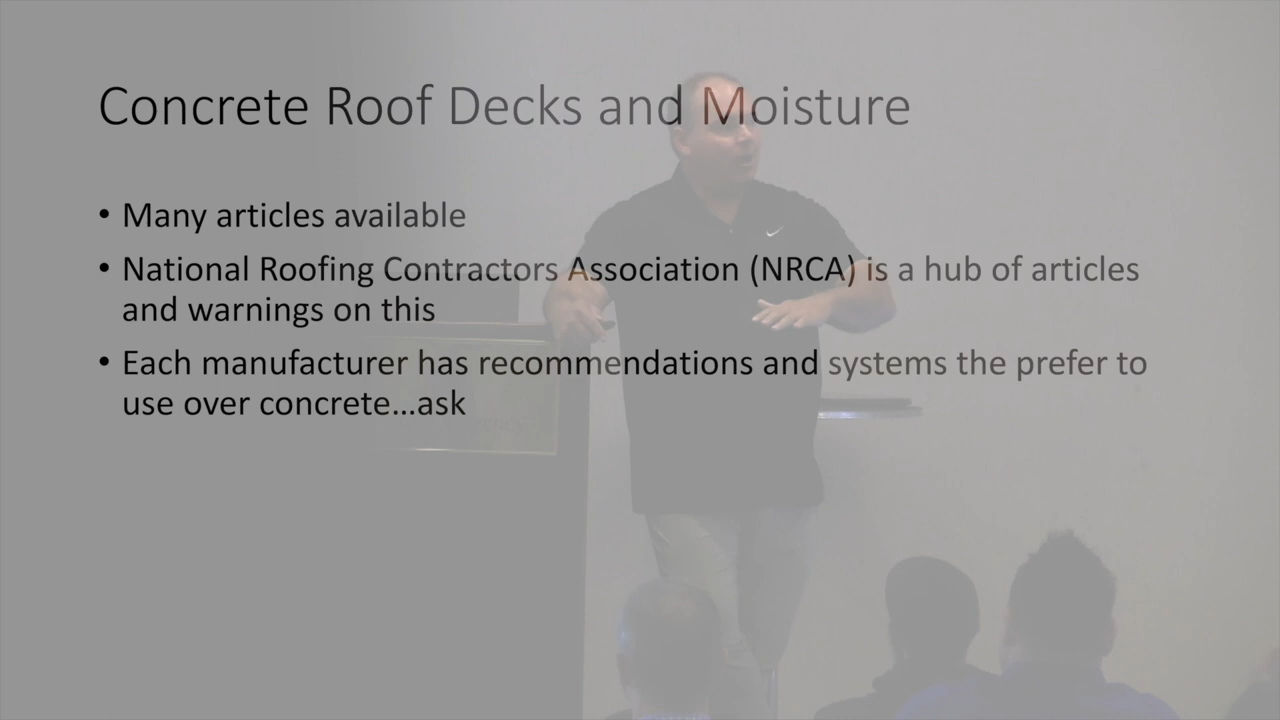 Concrete Roof Decks and Moisture
• Many articles available
• National Roofing Contractors Association (NRCA) is a hub of articles
and warnings on this
• Each manufacturer has recommendations and systems the prefer to
use over concrete…ask